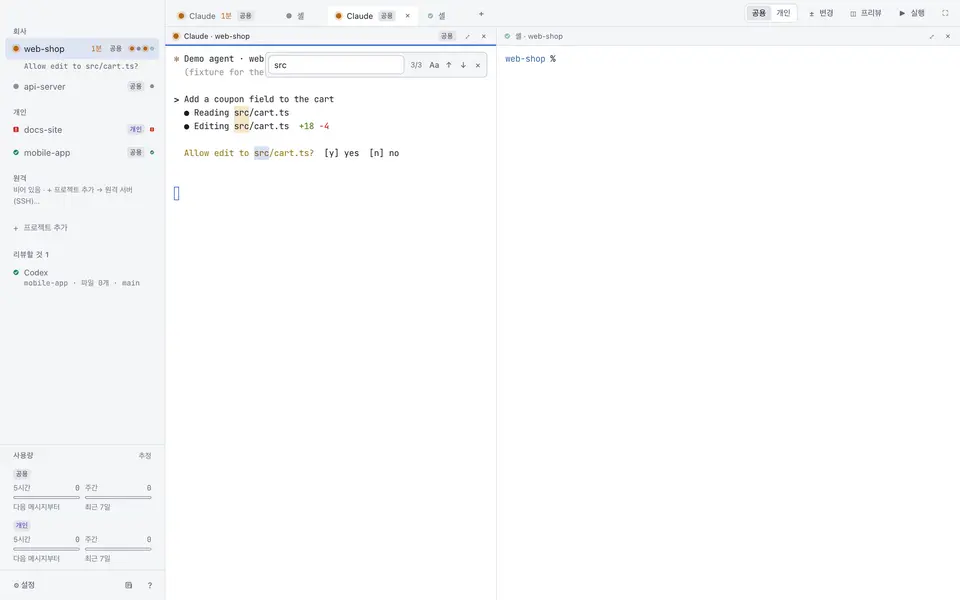 회사
web-shop 1분 공용
Allow edit to src/cart.ts?
api-server 공용
개인
docs-site 개인
mobile-app 공용
원격
비어 있음 · + 프로젝트 추가 → 원격 서버
(SSH)...
+ 프로젝트 추가
리뷰할 것 1
Codex
mobile-app · 파일 0개 · main
사용량 추정
공용
5시간 0 주간 0
다음 메시지부터 최근 7일
개인
5시간 0 주간 0
다음 메시지부터 최근 7일
설정 ?
Claude 1분 공용 셸 Claude 공용 × 셸 +
공용 개인 ± 변경 프리뷰 ▶ 실행
Claude · web-shop 공용 ×
Demo agent · web
(fixture for the
src 3/3 Aa ↑ ↓ ×
> Add a coupon field to the cart
● Reading src/cart.ts
● Editing src/cart.ts +18 -4
Allow edit to src/cart.ts? [y] yes [n] no
셸 · web-shop ×
web-shop %